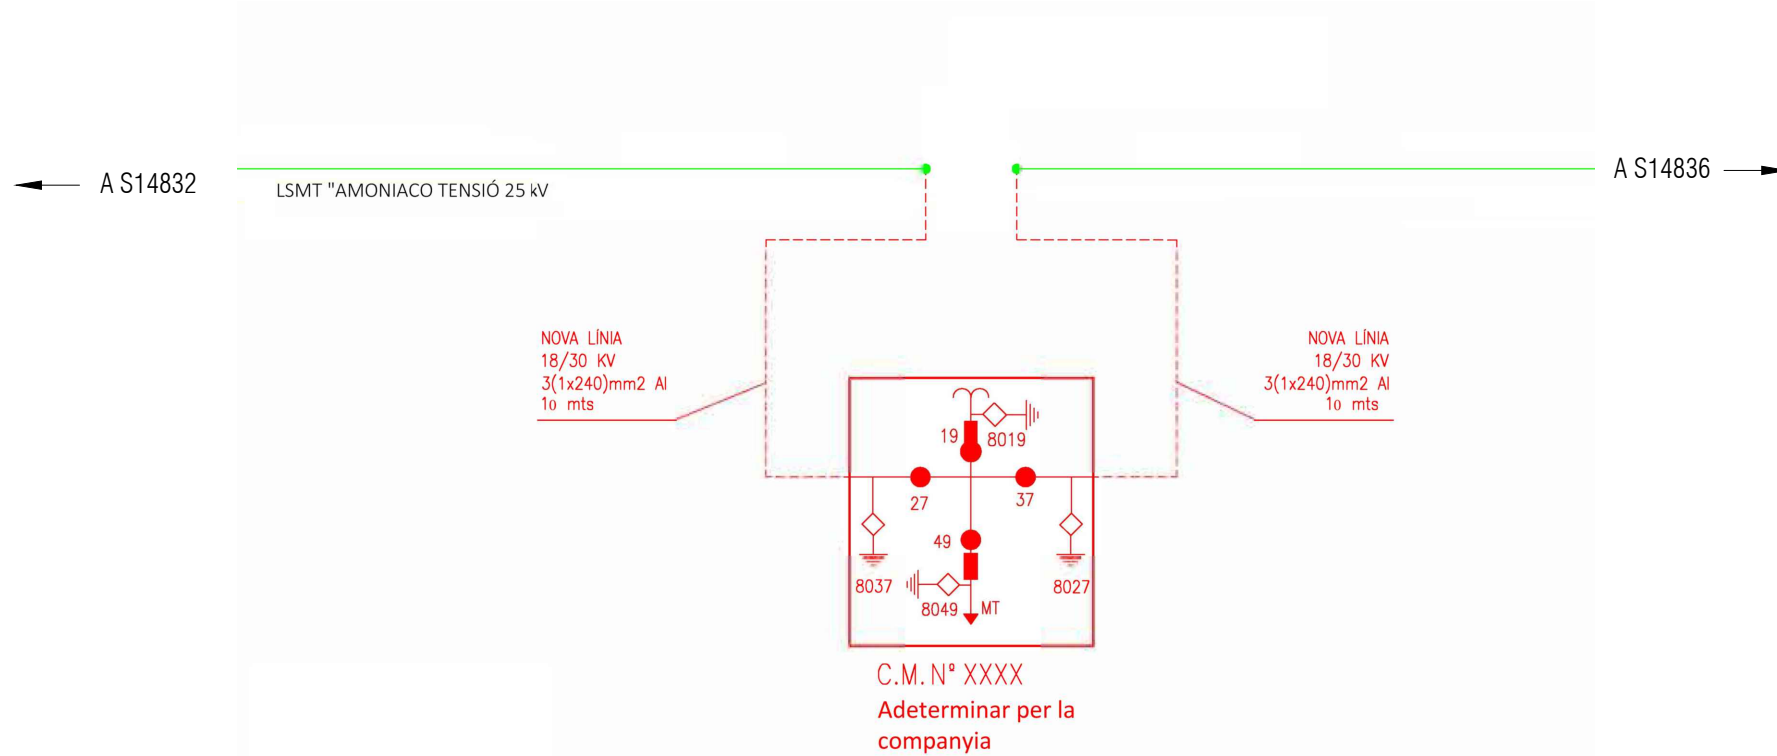 A S14832
LSMT "AMONIACO TENSIÓ 25 kV
A S14836
NOVA LÍNIA
18/30 KV
3(1x240)mm2 Al
10 mts
NOVA LÍNIA
18/30 KV
3(1x240)mm2 Al
10 mts
19
8019
27
37
49
8037
8027
8049
MT
C.M. Nº XXXX
Adeterminar per la
companyia